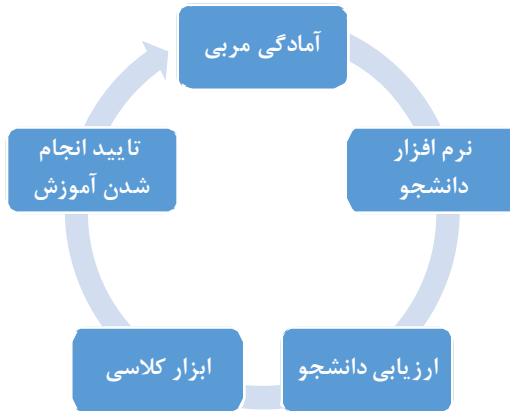 آمادگی مربی
نرم افزار
دانشجو
ارزیابی دانشجو
ابزار کلاسی
تایید انجام
شدن آموزش